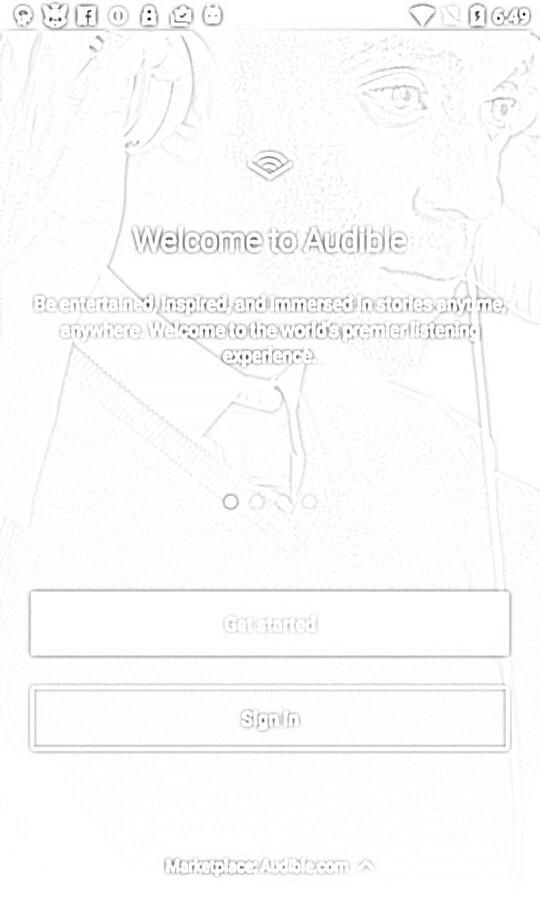 6:49
Welcome to Audible
Be entertained, inspired, and immersed in stories anytime,
anywhere. Welcome to the world's premier listening
experience.
Get started
Sign in
Marketplace: Audible.com